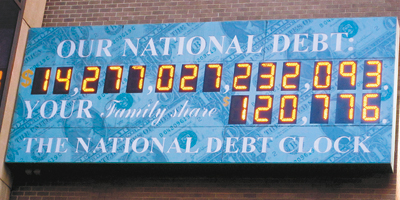 OUR NATIONAL DEBT:
$14,277,027,232,093.
YOUR Family share $120,776.
THE NATIONAL DEBT CLOCK